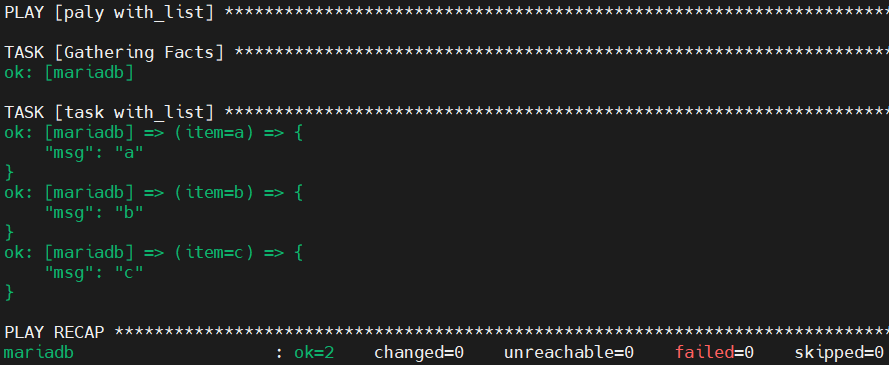 PLAY [paly with_list] *******************************************************************
TASK [Gathering Facts] ******************************************************************
ok: [mariadb]
TASK [task with_list] *******************************************************************
ok: [mariadb] => (item=a) => {
    "msg": "a"
}
ok: [mariadb] => (item=b) => {
    "msg": "b"
}
ok: [mariadb] => (item=c) => {
    "msg": "c"
}
PLAY RECAP ******************************************************************************
mariadb                    : ok=2    changed=0    unreachable=0    failed=0    skipped=0